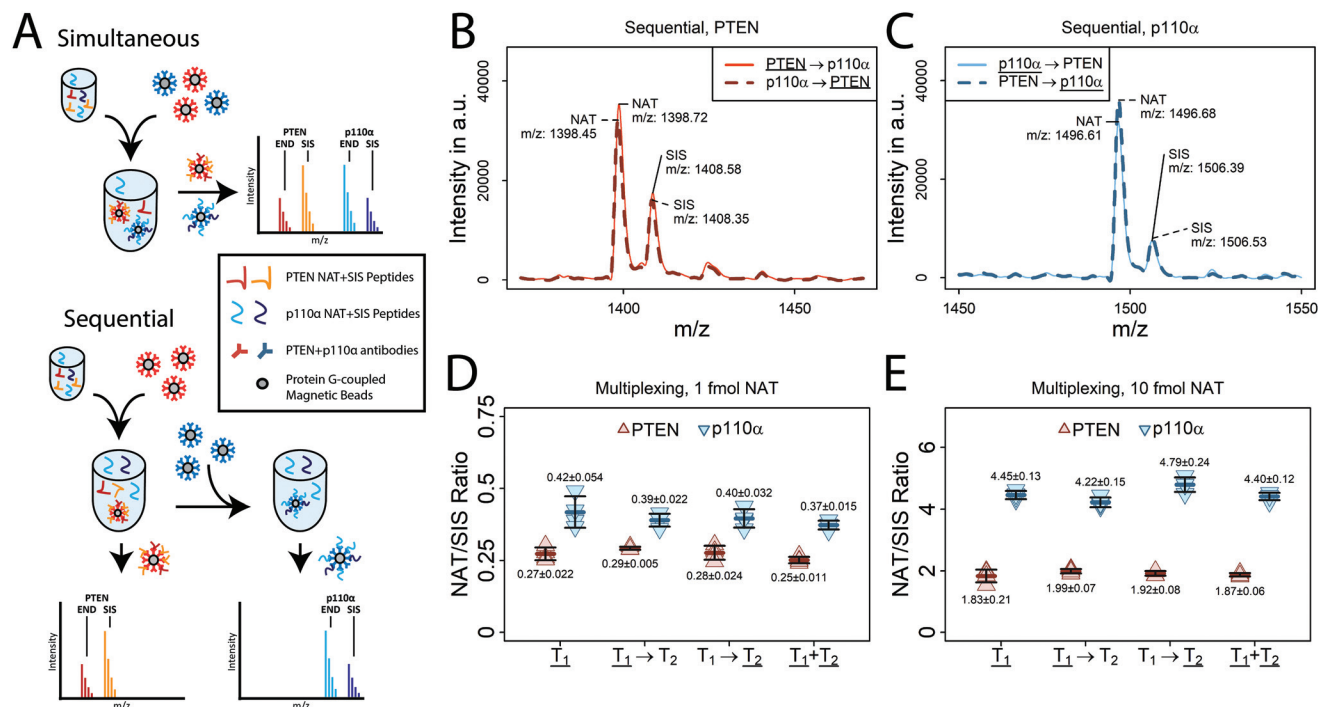 A
Simultaneous
PTEN
END SIS
p110α
END SIS
Intensity
m/z
PTEN NAT+SIS Peptides
p110α NAT+SIS Peptides
PTEN+p110α antibodies
Protein G-coupled
Magnetic Beads
Sequential
PTEN
END SIS
Intensity
m/z
p110α
END SIS
Intensity
m/z
B
Sequential, PTEN
PTEN → p110α
p110α → PTEN
NAT
m/z: 1398.72
NAT
m/z: 1398.45
SIS
m/z: 1408.58
SIS
m/z: 1408.35
Intensity in a.u.
0
20000
40000
1400
1450
m/z
C
Sequential, p110α
p110α → PTEN
PTEN → p110α
NAT
m/z: 1496.68
NAT
m/z: 1496.61
SIS
m/z: 1506.39
SIS
m/z: 1506.53
Intensity in a.u.
0
20000
40000
1450
1500
1550
m/z
D
Multiplexing, 1 fmol NAT
PTEN p110α
0.42±0.054
0.39±0.022
0.40±0.032
0.37±0.015
0.27±0.022
0.29±0.005
0.28±0.024
0.25±0.011
NAT/SIS Ratio
0
0.25
0.5
0.75
T1
T1 → T2
T1 → T2
T1+T2
E
Multiplexing, 10 fmol NAT
PTEN p110α
4.45±0.13
4.22±0.15
4.79±0.24
4.40±0.12
1.83±0.21
1.99±0.07
1.92±0.08
1.87±0.06
NAT/SIS Ratio
0
2
4
6
T1
T1 → T2
T1 → T2
T1+T2